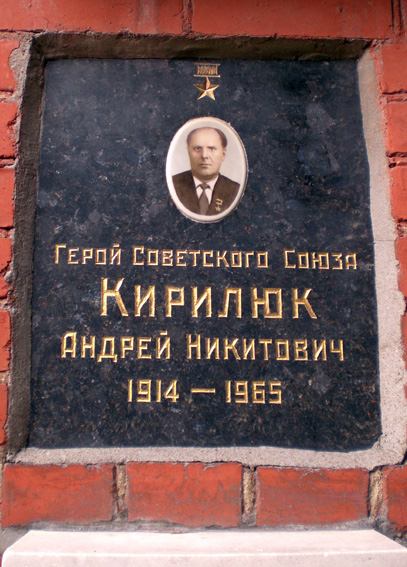 Герой Советского Союза
Кирилюк
Андрей Никитович
1914 — 1965